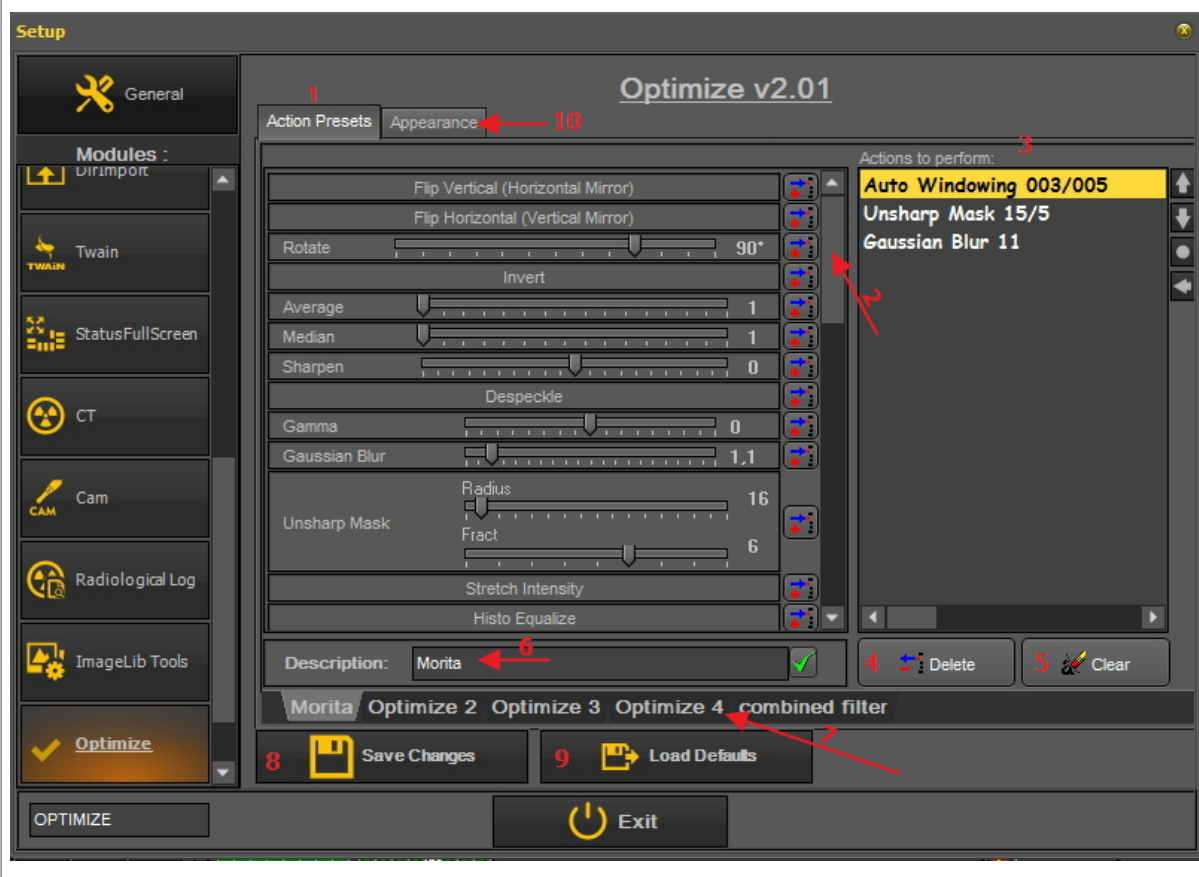 Setup
General
Modules :
DirImport
Twain
TWAIN
StatusFullScreen
CT
Cam
CAM
Radiological Log
ImageLib Tools
Optimize
OPTIMIZE
Optimize v2.01
1
Action Presets
Appearance
10
Flip Vertical (Horizontal Mirror)
Flip Horizontal (Vertical Mirror)
Rotate 90°
Invert
Average 1
Median 1
Sharpen 0
Despeckle
Gamma 0
Gaussian Blur 1,1
Unsharp Mask
Radius 16
Fract 6
Stretch Intensity
Histo Equalize
2
3
Actions to perform:
Auto Windowing 003/005
Unsharp Mask 15/5
Gaussian Blur 11
6
Description: Morita
4 Delete
5 Clear
Morita Optimize 2 Optimize 3 Optimize 4 combined filter
7
8 Save Changes
9 Load Defaults
Exit